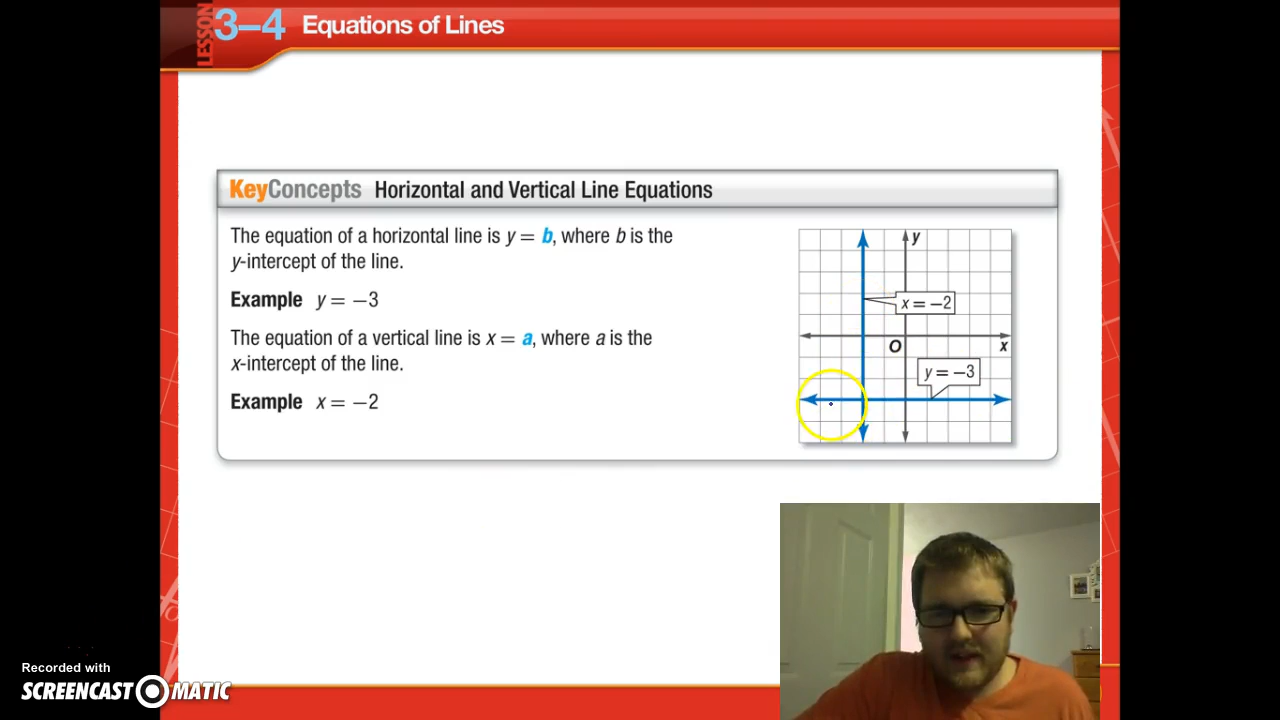 LESSON 3–4 Equations of Lines
KeyConcepts Horizontal and Vertical Line Equations
The equation of a horizontal line is y = b, where b is the
y-intercept of the line.
Example y = −3
The equation of a vertical line is x = a, where a is the
x-intercept of the line.
Example x = −2
y
x = −2
O
x
y = −3
Recorded with
SCREENCAST O MATIC